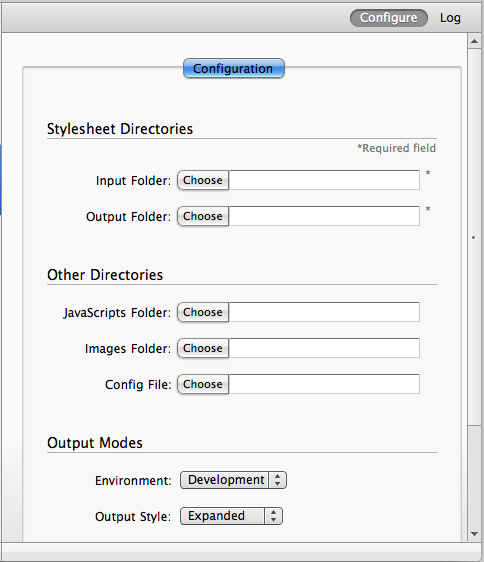 Configure Log
Configuration
Stylesheet Directories
*Required field
Input Folder: Choose *
Output Folder: Choose *
Other Directories
JavaScripts Folder: Choose
Images Folder: Choose
Config File: Choose
Output Modes
Environment: Development
Output Style: Expanded